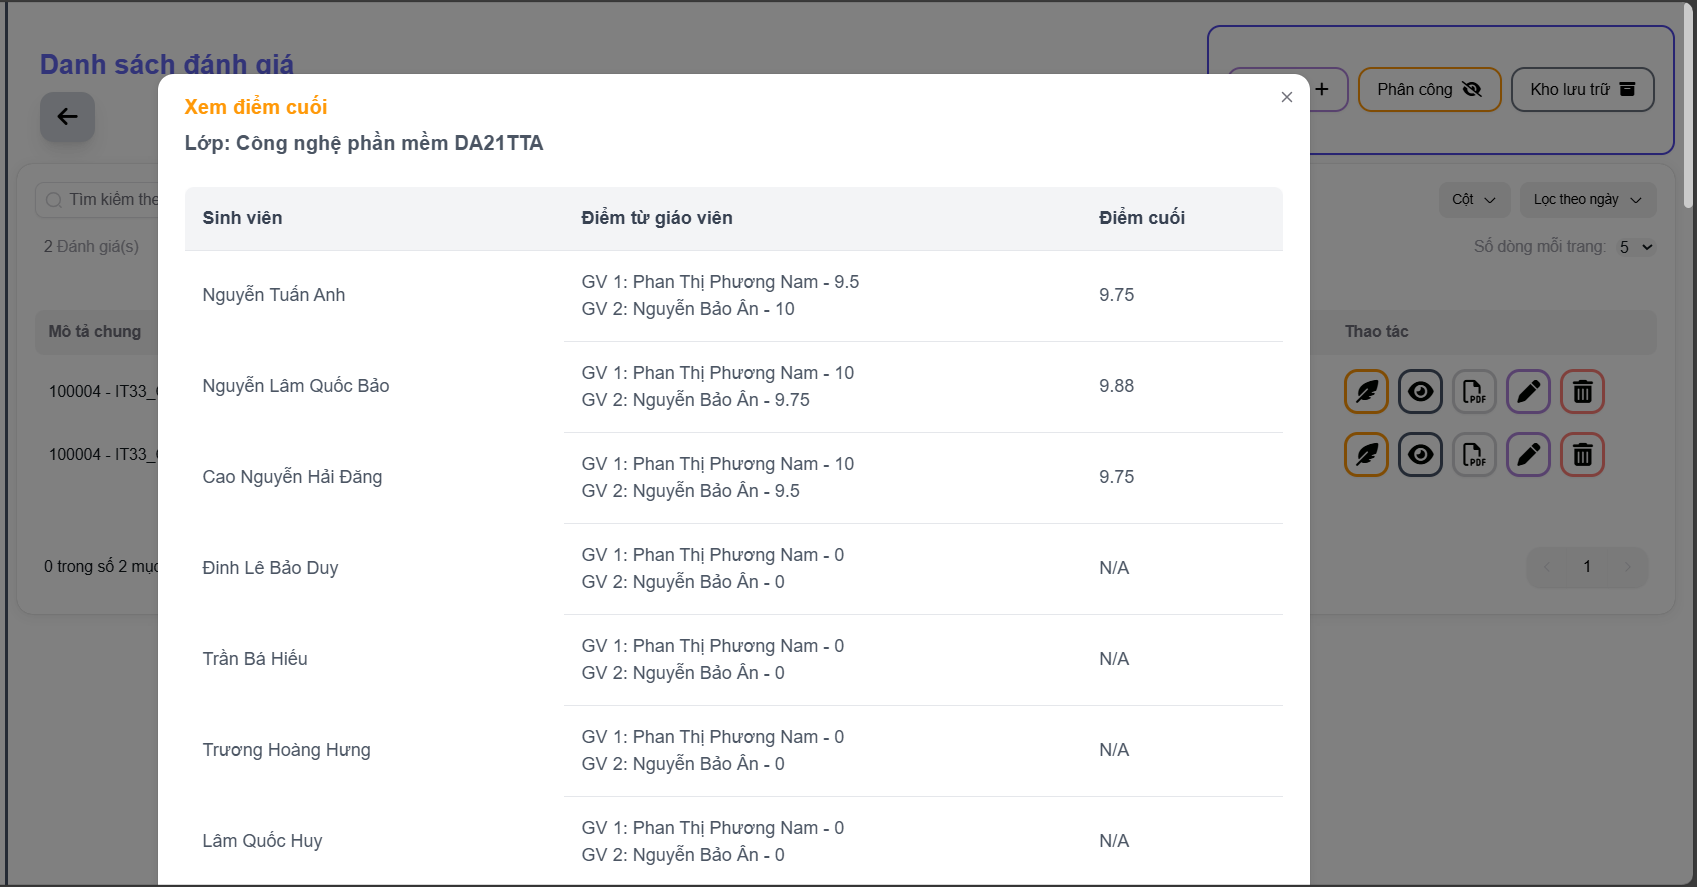 Danh sách đánh giá
Phân công
Kho lưu trữ
Xem điểm cuối
Lớp: Công nghệ phần mềm DA21TTA
Tìm kiếm the
Cột
Lọc theo ngày
2 Đánh giá(s)
Số dòng mỗi trang: 5
Mô tả chung
Thao tác
100004 - IT33_
PDF
100004 - IT33_
PDF
0 trong số 2 mục
1
Sinh viên Điểm từ giáo viên Điểm cuối
Nguyễn Tuấn Anh
GV 1: Phan Thị Phương Nam - 9.5
GV 2: Nguyễn Bảo Ân - 10
9.75
Nguyễn Lâm Quốc Bảo
GV 1: Phan Thị Phương Nam - 10
GV 2: Nguyễn Bảo Ân - 9.75
9.88
Cao Nguyễn Hải Đăng
GV 1: Phan Thị Phương Nam - 10
GV 2: Nguyễn Bảo Ân - 9.5
9.75
Đinh Lê Bảo Duy
GV 1: Phan Thị Phương Nam - 0
GV 2: Nguyễn Bảo Ân - 0
N/A
Trần Bá Hiếu
GV 1: Phan Thị Phương Nam - 0
GV 2: Nguyễn Bảo Ân - 0
N/A
Trương Hoàng Hưng
GV 1: Phan Thị Phương Nam - 0
GV 2: Nguyễn Bảo Ân - 0
N/A
Lâm Quốc Huy
GV 1: Phan Thị Phương Nam - 0
GV 2: Nguyễn Bảo Ân - 0
N/A